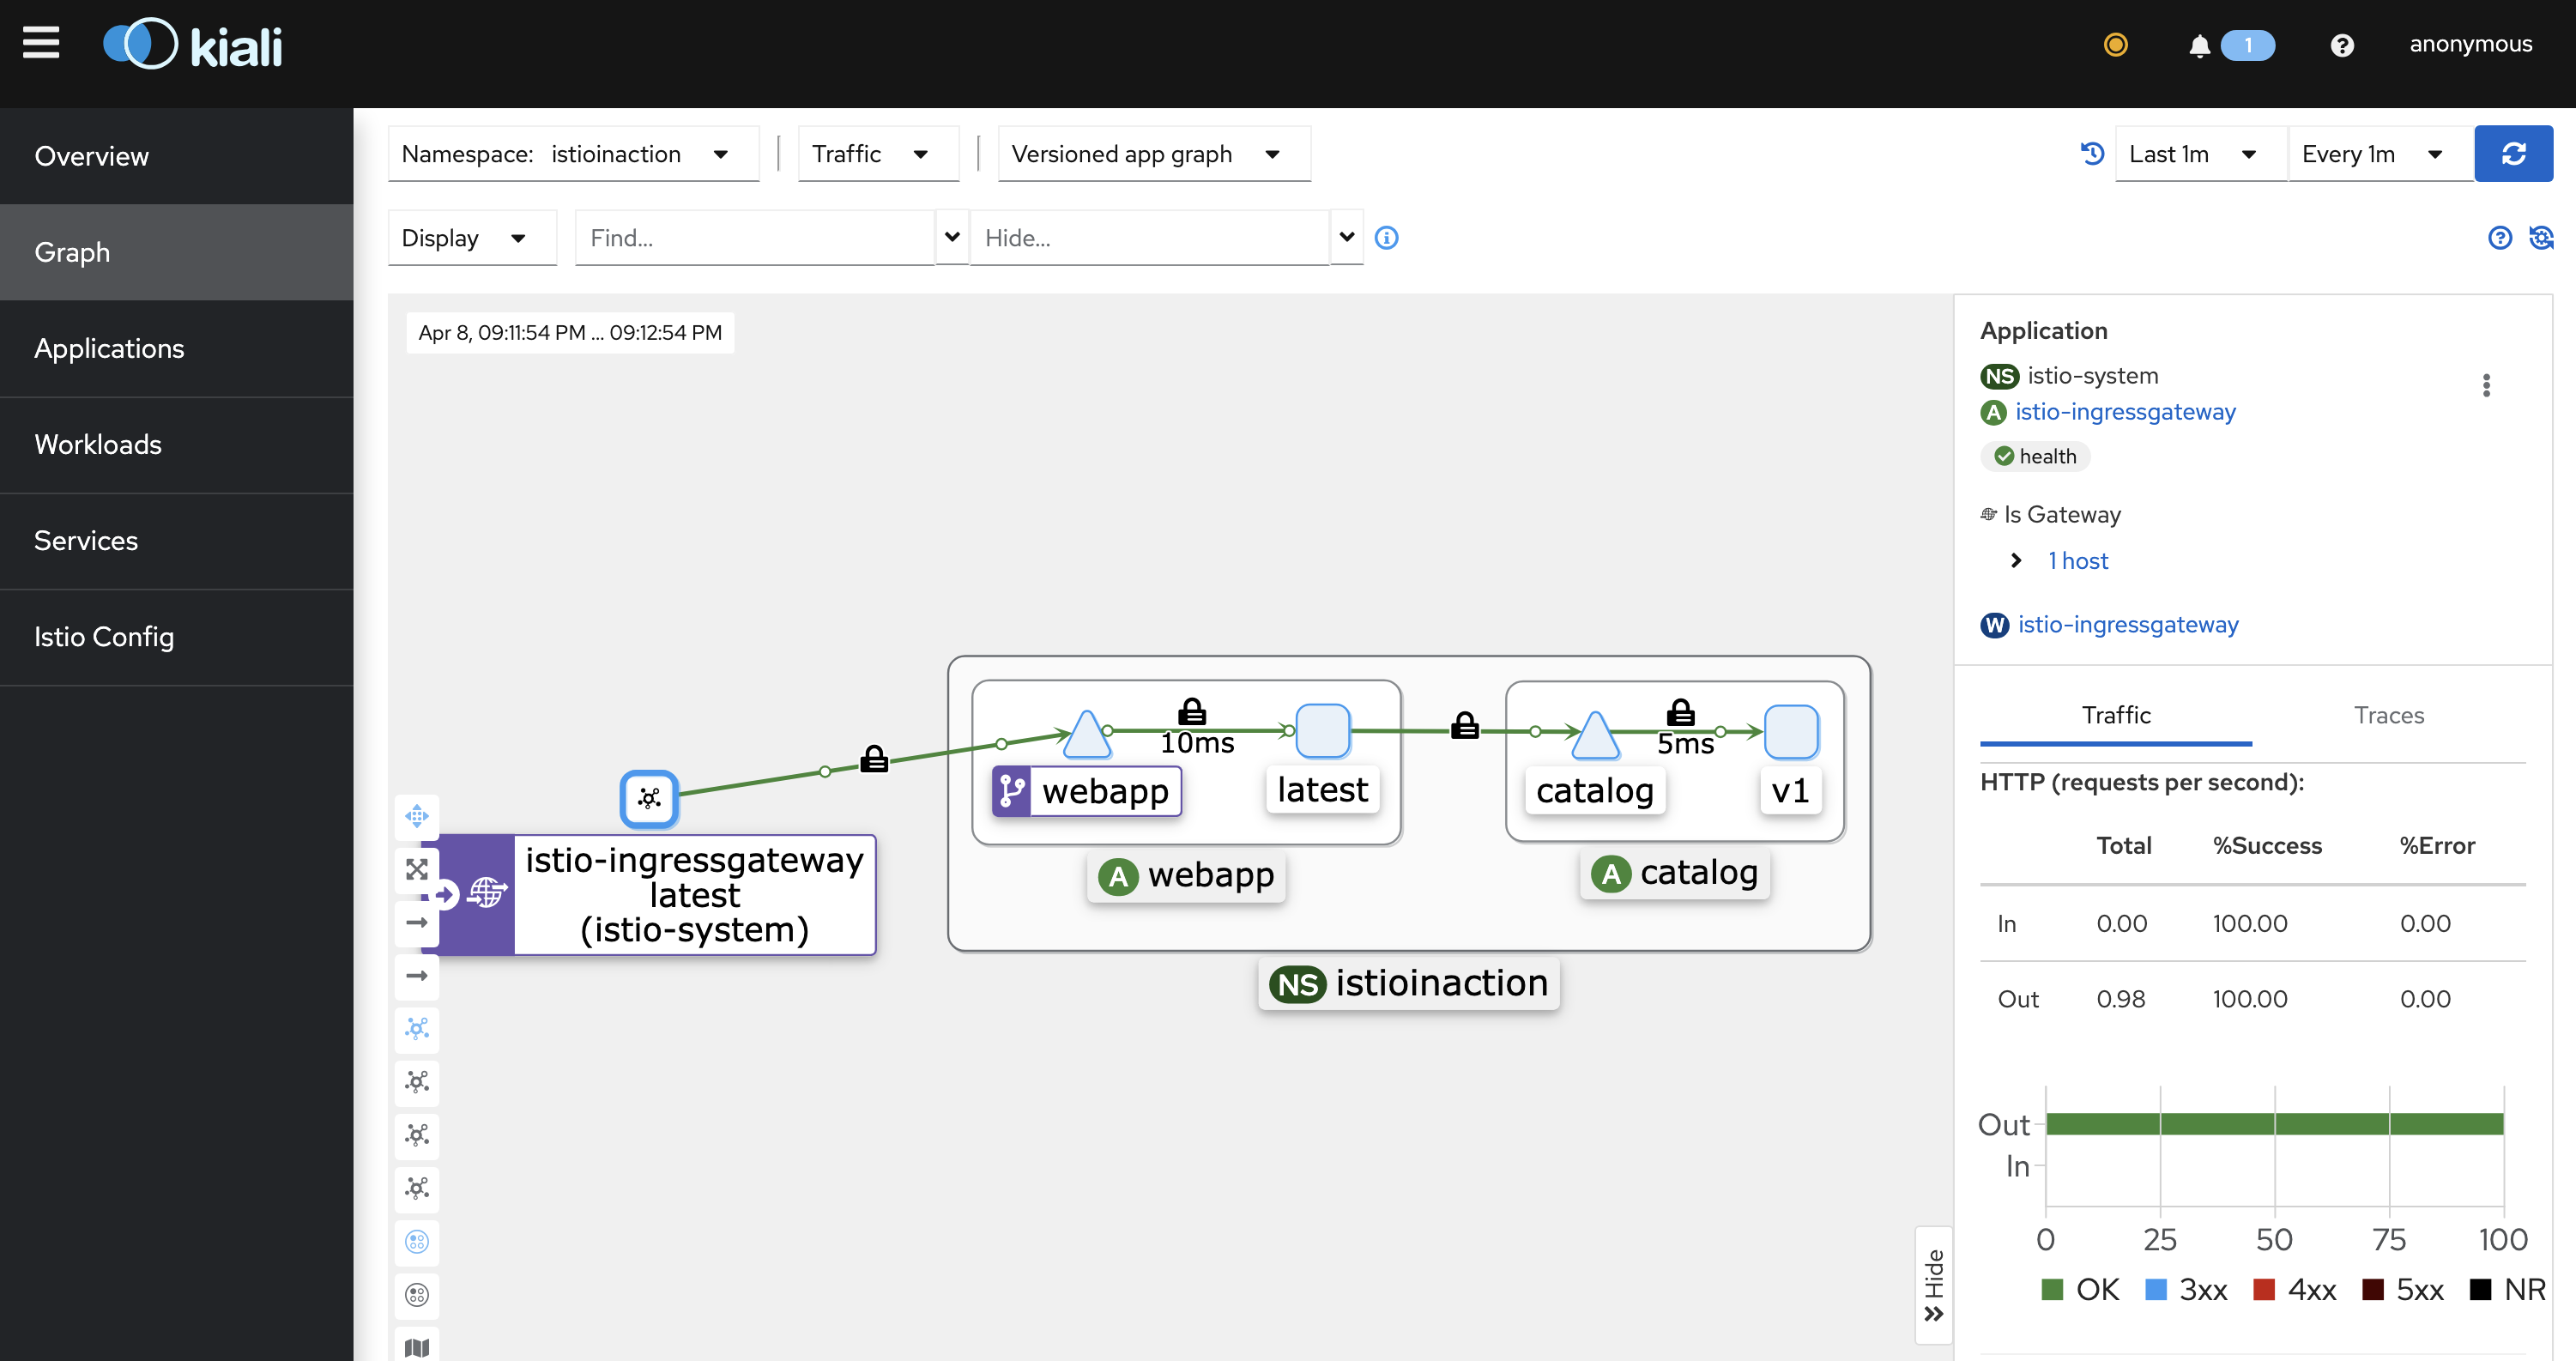 kiali
1
anonymous
Overview
Graph
Applications
Workloads
Services
Istio Config
Namespace: istioinaction
Traffic
Versioned app graph
Last 1m
Every 1m
Display
Find...
Hide...
Apr 8, 09:11:54 PM ... 09:12:54 PM
10ms
5ms
webapp
latest
catalog
v1
A webapp
A catalog
NS istioinaction
istio-ingressgateway
latest
(istio-system)
Hide
Application
NS istio-system
A istio-ingressgateway
health
Is Gateway
1 host
W istio-ingressgateway
Traffic
Traces
HTTP (requests per second):
Total %Success %Error
In 0.00 100.00 0.00
Out 0.98 100.00 0.00
Out
In
0 25 50 75 100
OK 3xx 4xx 5xx NR